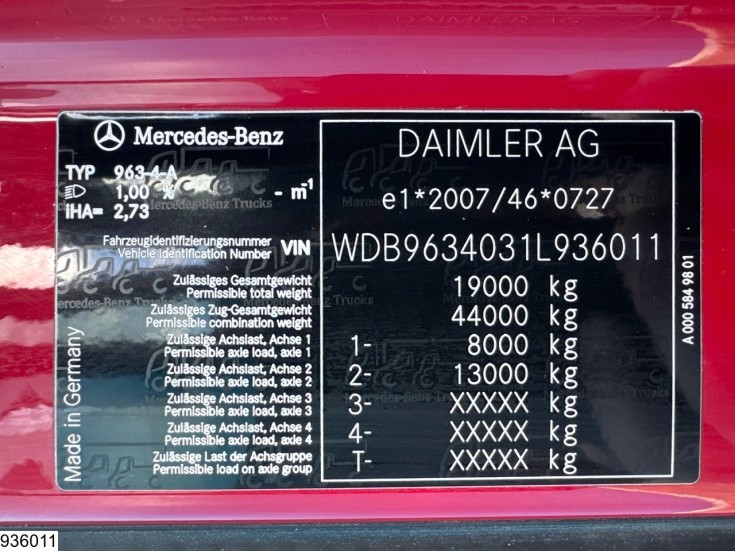 Mercedes-Benz
TYP 963-4-A
1,00 % - m⁻¹
iHA= 2,73
DAIMLER AG
e1*2007/46*0727
Fahrzeugidentifizierungsnummer
Vehicle Identification Number
VIN WDB9634031L936011
Zulässiges Gesamtgewicht
Permissible total weight
19000 kg
Zulässiges Zug-Gesamtgewicht
Permissible combination weight
44000 kg
Zulässige Achslast, Achse 1
Permissible axle load, axle 1
1- 8000 kg
Zulässige Achslast, Achse 2
Permissible axle load, axle 2
2- 13000 kg
Zulässige Achslast, Achse 3
Permissible axle load, axle 3
3- XXXXX kg
Zulässige Achslast, Achse 4
Permissible axle load, axle 4
4- XXXXX kg
Zulässige Last der Achsgruppe
Permissible load on axle group
T- XXXXX kg
Made in Germany
A 000 584 98 01
Mercedes-Benz Trucks
DAIMLER AG
936011